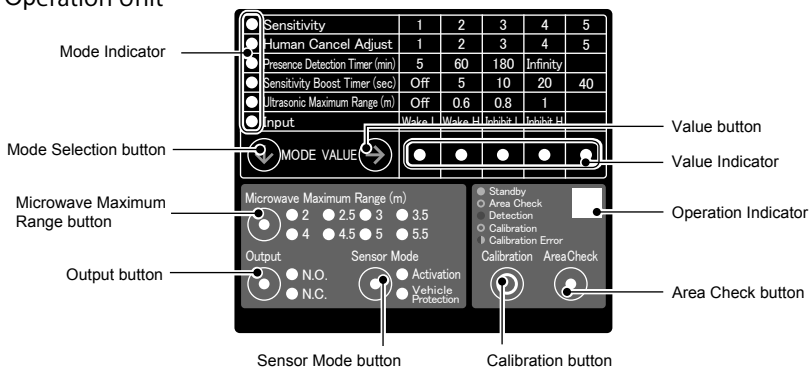 Operation Unit
Sensitivity 1 2 3 4 5
Mode Indicator
Human Cancel Adjust 1 2 3 4 5
Presence Detection Timer (min) 5 60 180 Infinity
Sensitivity Boost Timer (sec) Off 5 10 20 40
Ultrasonic Maximum Range (m) Off 0.6 0.8 1
Input Wake L Wake H Inhibit L Inhibit H
Value button
Mode Selection button
MODE VALUE
Value Indicator
Microwave Maximum
Range button
Microwave Maximum Range (m)
2 2.5 3 3.5
4 4.5 5 5.5
Standby
Area Check
Detection
Calibration
Calibration Error
Operation Indicator
Output button
Output
N.O.
N.C.
Sensor Mode
Activation
Vehicle
Protection
Calibration AreaCheck
Area Check button
Sensor Mode button
Calibration button